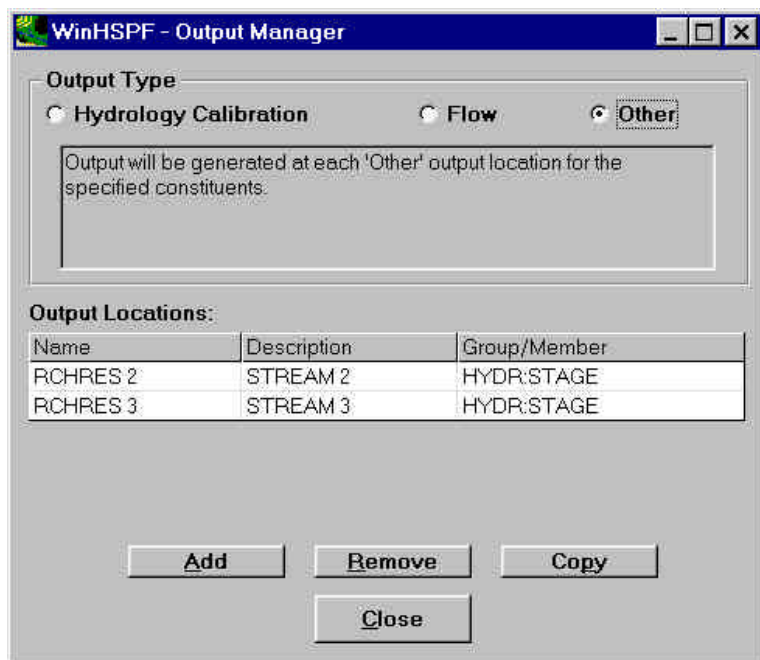 WinHSPF - Output Manager
Output Type
Hydrology Calibration Flow Other
Output will be generated at each 'Other' output location for the
specified constituents.
Output Locations:
Name Description Group/Member
RCHRES 2 STREAM 2 HYDR:STAGE
RCHRES 3 STREAM 3 HYDR:STAGE
Add Remove Copy
Close